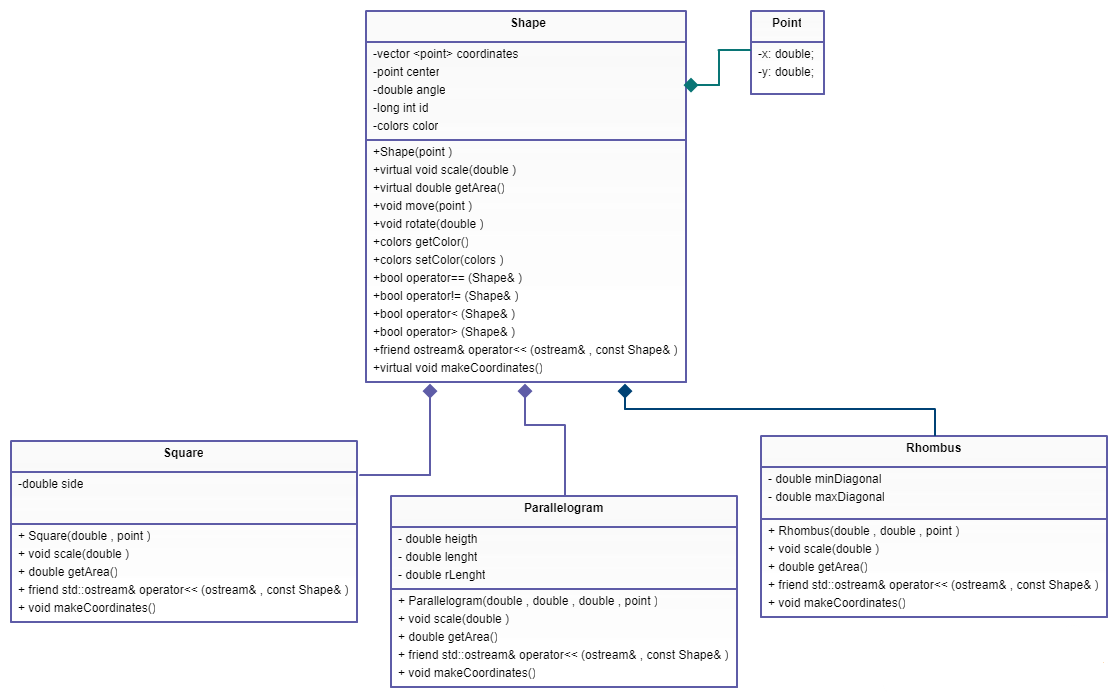 Shape
-vector <point> coordinates
-point center
-double angle
-long int id
-colors color
+Shape(point )
+virtual void scale(double )
+virtual double getArea()
+void move(point )
+void rotate(double )
+colors getColor()
+colors setColor(colors )
+bool operator== (Shape& )
+bool operator!= (Shape& )
+bool operator< (Shape& )
+bool operator> (Shape& )
+friend ostream& operator<< (ostream& , const Shape& )
+virtual void makeCoordinates()
Point
-x: double;
-y: double;
Square
-double side
+ Square(double , point )
+ void scale(double )
+ double getArea()
+ friend std::ostream& operator<< (ostream& , const Shape& )
+ void makeCoordinates()
Parallelogram
- double heigth
- double lenght
- double rLenght
+ Parallelogram(double , double , double , point )
+ void scale(double )
+ double getArea()
+ friend std::ostream& operator<< (ostream& , const Shape& )
+ void makeCoordinates()
Rhombus
- double minDiagonal
- double maxDiagonal
+ Rhombus(double , double , point )
+ void scale(double )
+ double getArea()
+ friend std::ostream& operator<< (ostream& , const Shape& )
+ void makeCoordinates()